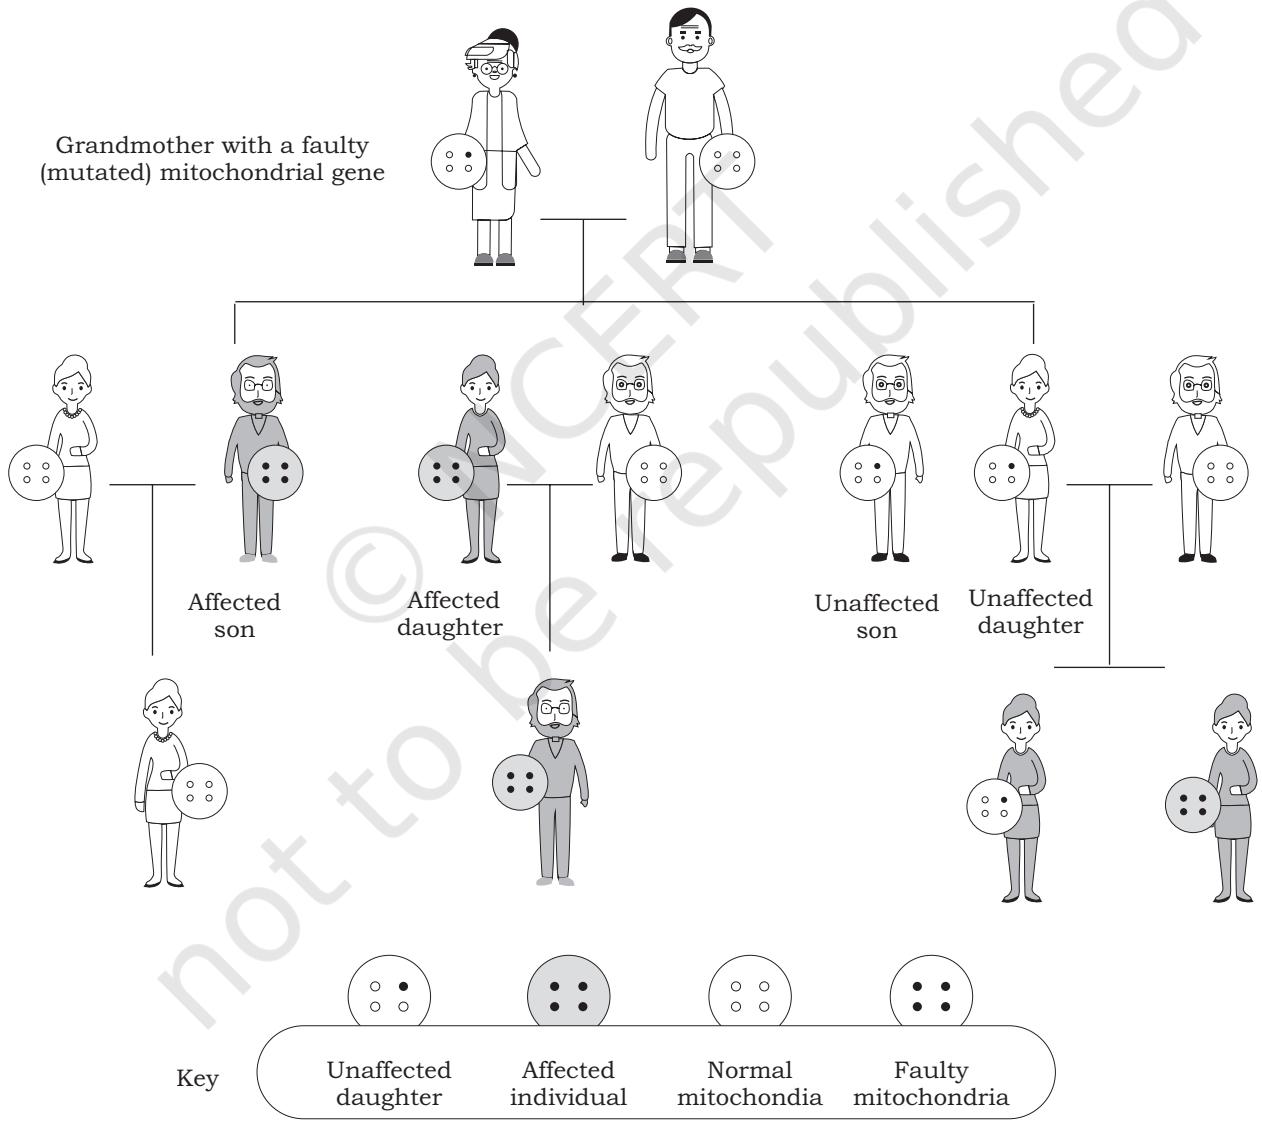 Grandmother with a faulty
(mutated) mitochondrial gene
Affected
son
Affected
daughter
Unaffected
son
Unaffected
daughter
Key
Unaffected
daughter
Affected
individual
Normal
mitochondia
Faulty
mitochondria
© NCERT
not to be republished